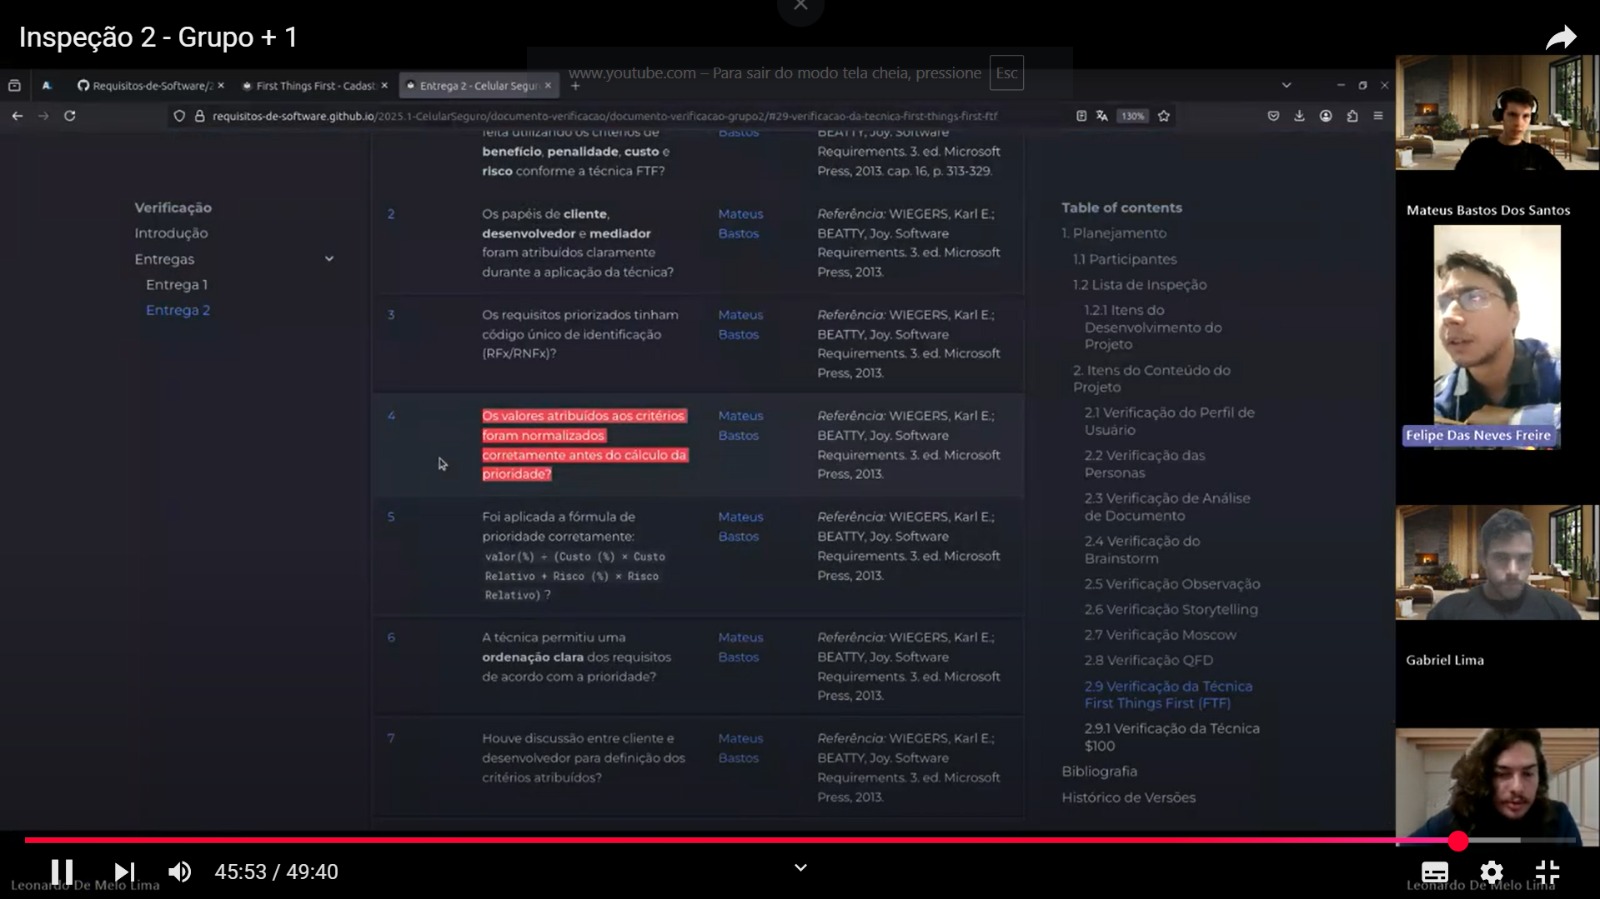 Inspeção 2 - Grupo + 1
www.youtube.com – Para sair do modo tela cheia, pressione Esc
Requisitos-de-Software/2
First Things First - Cadast
Entrega 2 - Celular Segur
requisitos-de-software.github.io/2025.1-CelularSeguro/documento-verificacao/documento-verificacao-grupo2/#29-verificacao-da-tecnica-first-things-first-ftf
130%
Verificação
Introdução
Entregas
Entrega 1
Entrega 2
feita utilizando os critérios de
benefício, penalidade, custo e
risco conforme a técnica FTF?
Bastos
BEATTY, Joy. Software
Requirements. 3. ed. Microsoft
Press, 2013. cap. 16, p. 313-329.
2
Os papéis de cliente,
desenvolvedor e mediador
foram atribuídos claramente
durante a aplicação da técnica?
Mateus
Bastos
Referência: WIEGERS, Karl E.;
BEATTY, Joy. Software
Requirements. 3. ed. Microsoft
Press, 2013.
3
Os requisitos priorizados tinham
código único de identificação
(RFx/RNFx)?
Mateus
Bastos
Referência: WIEGERS, Karl E.;
BEATTY, Joy. Software
Requirements. 3. ed. Microsoft
Press, 2013.
4
Os valores atribuídos aos critérios
foram normalizados
corretamente antes do cálculo da
prioridade?
Mateus
Bastos
Referência: WIEGERS, Karl E.;
BEATTY, Joy. Software
Requirements. 3. ed. Microsoft
Press, 2013.
5
Foi aplicada a fórmula de
prioridade corretamente:
valor(%) ÷ (Custo (%) × Custo
Relativo + Risco (%) × Risco
Relativo) ?
Mateus
Bastos
Referência: WIEGERS, Karl E.;
BEATTY, Joy. Software
Requirements. 3. ed. Microsoft
Press, 2013.
6
A técnica permitiu uma
ordenação clara dos requisitos
de acordo com a prioridade?
Mateus
Bastos
Referência: WIEGERS, Karl E.;
BEATTY, Joy. Software
Requirements. 3. ed. Microsoft
Press, 2013.
7
Houve discussão entre cliente e
desenvolvedor para definição dos
critérios atribuídos?
Mateus
Bastos
Referência: WIEGERS, Karl E.;
BEATTY, Joy. Software
Requirements. 3. ed. Microsoft
Press, 2013.
Table of contents
1. Planejamento
1.1 Participantes
1.2 Lista de Inspeção
1.2.1 Itens do
Desenvolvimento do
Projeto
2. Itens do Conteúdo do
Projeto
2.1 Verificação do Perfil de
Usuário
2.2 Verificação das
Personas
2.3 Verificação de Análise
de Documento
2.4 Verificação do
Brainstorm
2.5 Verificação Observação
2.6 Verificação Storytelling
2.7 Verificação Moscow
2.8 Verificação QFD
2.9 Verificação da Técnica
First Things First (FTF)
2.9.1 Verificação da Técnica
$100
Bibliografia
Histórico de Versões
Mateus Bastos Dos Santos
Felipe Das Neves Freire
Gabriel Lima
45:53 / 49:40
Leonardo De Melo Lima
Leonardo De Melo Lima